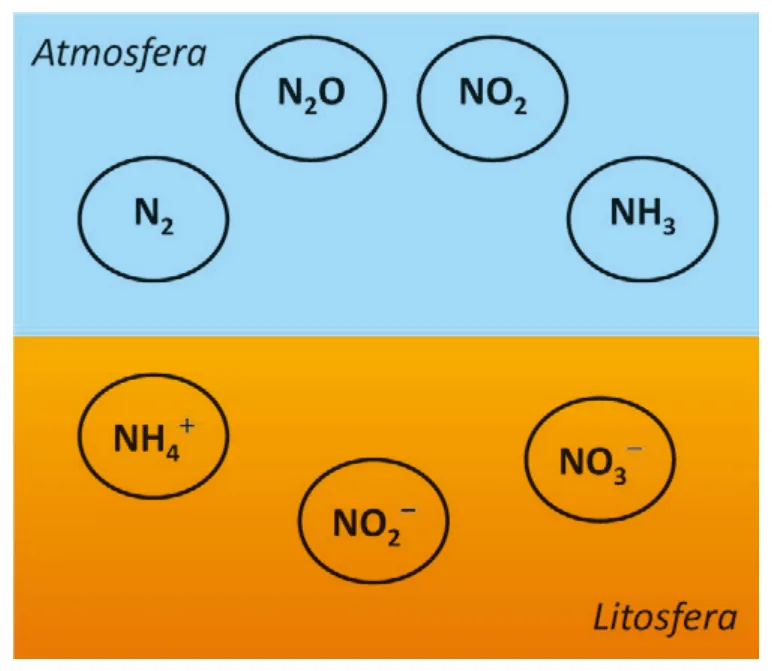 Atmosfera
N₂O
NO₂
N₂
NH₃
NH₄⁺
NO₃⁻
NO₂⁻
Litosfera